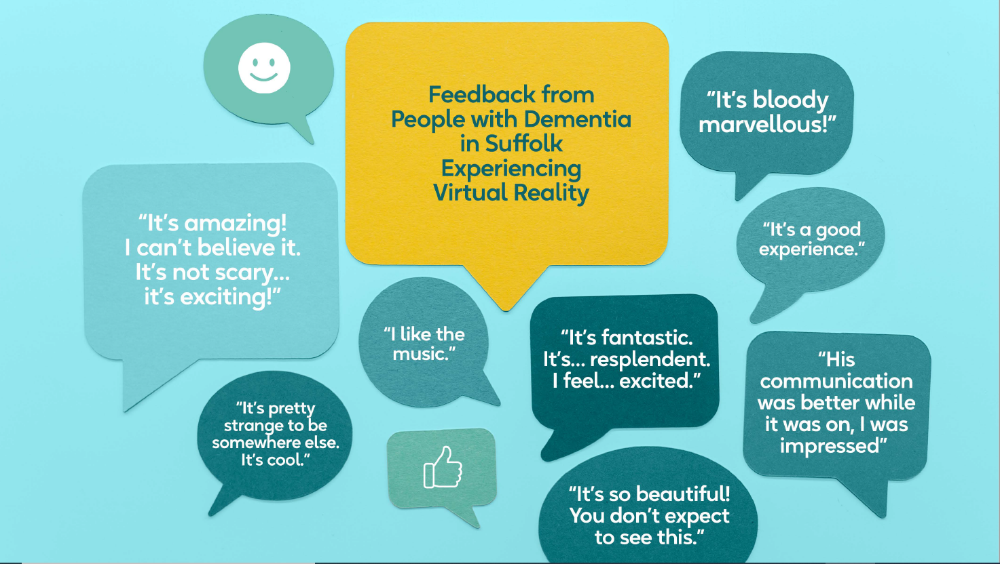 Feedback from
People with Dementia
in Suffolk
Experiencing
Virtual Reality
“It’s bloody
marvellous!”
“It’s amazing!
I can’t believe it.
It’s not scary...
it’s exciting!”
“It’s a good
experience.”
“I like the
music.”
“It’s fantastic.
It’s... resplendent.
I feel... excited.”
“His
communication
was better while
it was on, I was
impressed”
“It’s pretty
strange to be
somewhere else.
It’s cool.”
“It’s so beautiful!
You don’t expect
to see this.”